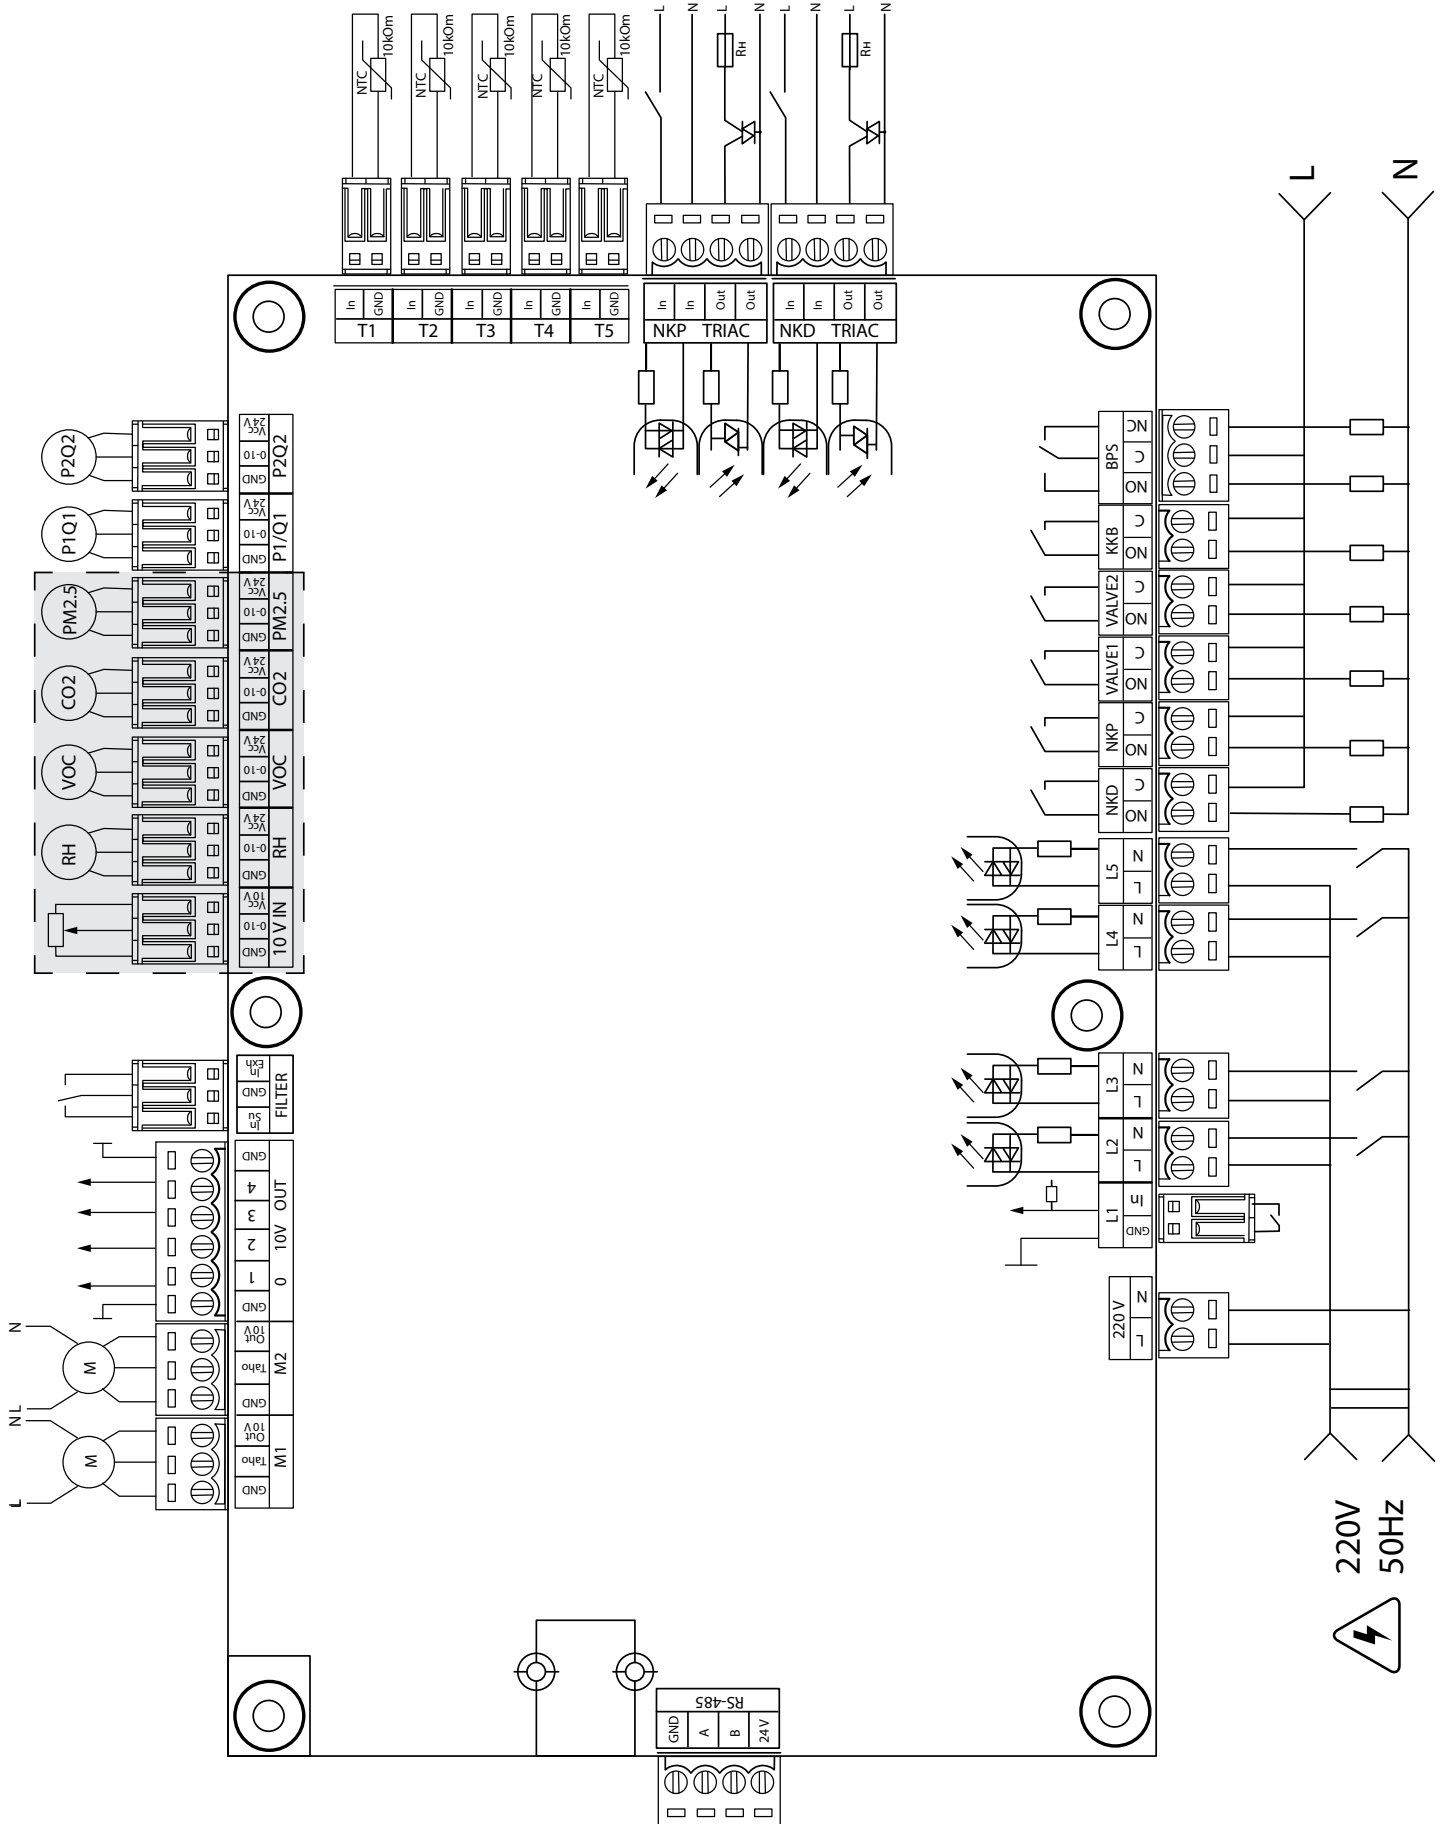 NTC 10kOm
NTC 10kOm
NTC 10kOm
NTC 10kOm
NTC 10kOm
L N L N L N L N
RH RH
In GND In GND In GND In GND In GND
T1 T2 T3 T4 T5
In In Out Out In In Out Out
NKP TRIAC NKD TRIAC
P2Q2
Vcc 24V
0-10
GND
P2Q2
P1Q1
Vcc 24V
0-10
GND
P1/Q1
PM2.5
Vcc 24V
0-10
GND
PM2.5
CO2
Vcc 24V
0-10
GND
CO2
VOC
Vcc 24V
0-10
GND
VOC
RH
Vcc 24V
0-10
GND
RH
Vcc 10V
0-10
GND
10 V IN
In Exh
GND
In Su
FILTER
GND
4
3
2
1
GND
0 10V OUT
N
M
L
Out 10V
Taho
GND
M2
N
M
L
Out 10V
Taho
GND
M1
L
N
BPS
NC
C
NO
KKB
C
NO
VALVE2
C
NO
VALVE1
C
NO
NKP
C
NO
NKD
C
NO
L5
N
L
L4
N
L
L3
N
L
L2
N
L
L1
In
GND
220 V
N
L
220V
50Hz
RS-485
GND A B 24V